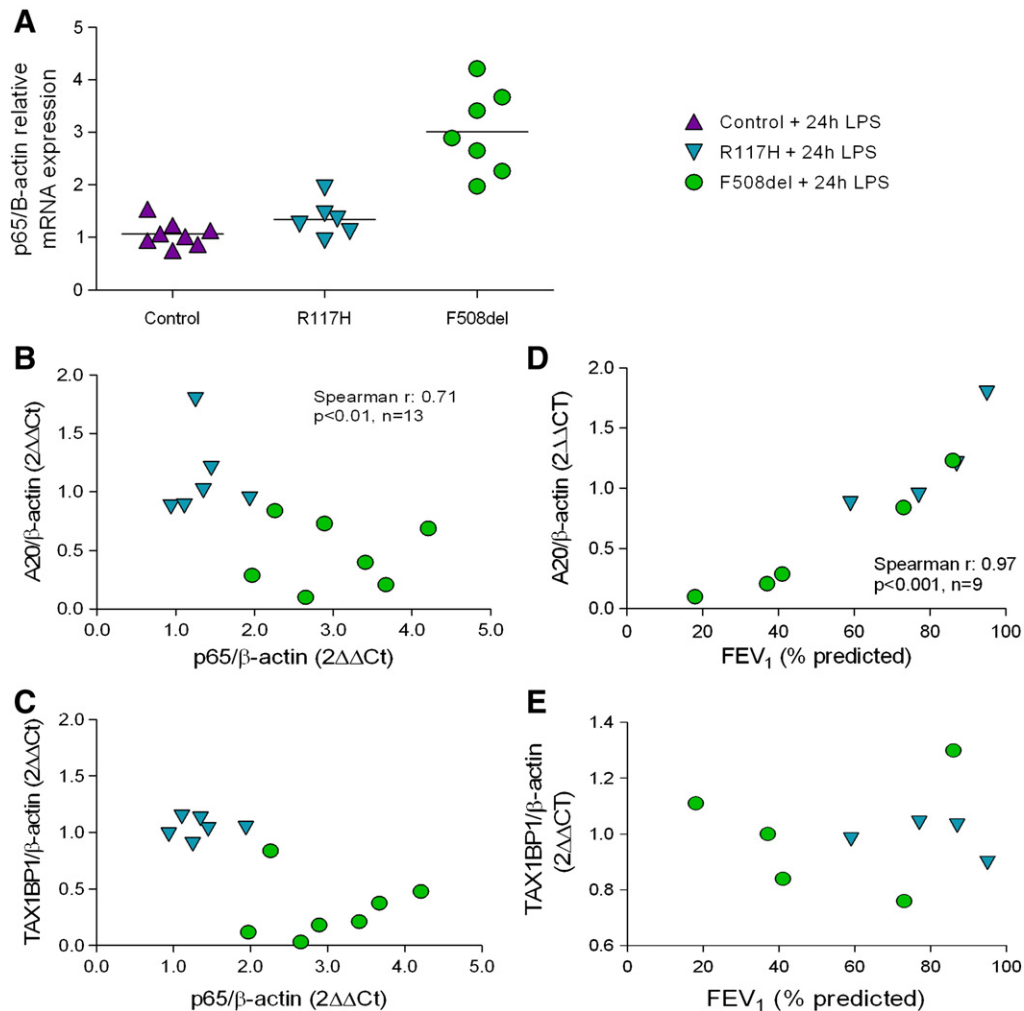 A
p65/B-actin relative
mRNA expression
5
4
3
2
1
0
Control
R117H
F508del
Control + 24h LPS
R117H + 24h LPS
F508del + 24h LPS
B
A20/β-actin (2ΔΔCt)
2.0
1.5
1.0
0.5
0.0
Spearman r: 0.71
p<0.01, n=13
0.0 1.0 2.0 3.0 4.0 5.0
p65/β-actin (2ΔΔCt)
D
A20/β-actin (2ΔΔCT)
2.0
1.5
1.0
0.5
0.0
Spearman r: 0.97
p<0.001, n=9
0 20 40 60 80 100
FEV₁ (% predicted)
C
TAX1BP1/β-actin (2ΔΔCt)
2.0
1.5
1.0
0.5
0.0
0.0 1.0 2.0 3.0 4.0 5.0
p65/β-actin (2ΔΔCt)
E
TAX1BP1/β-actin
(2ΔΔCT)
1.4
1.2
1.0
0.8
0.6
0 20 40 60 80 100
FEV₁ (% predicted)